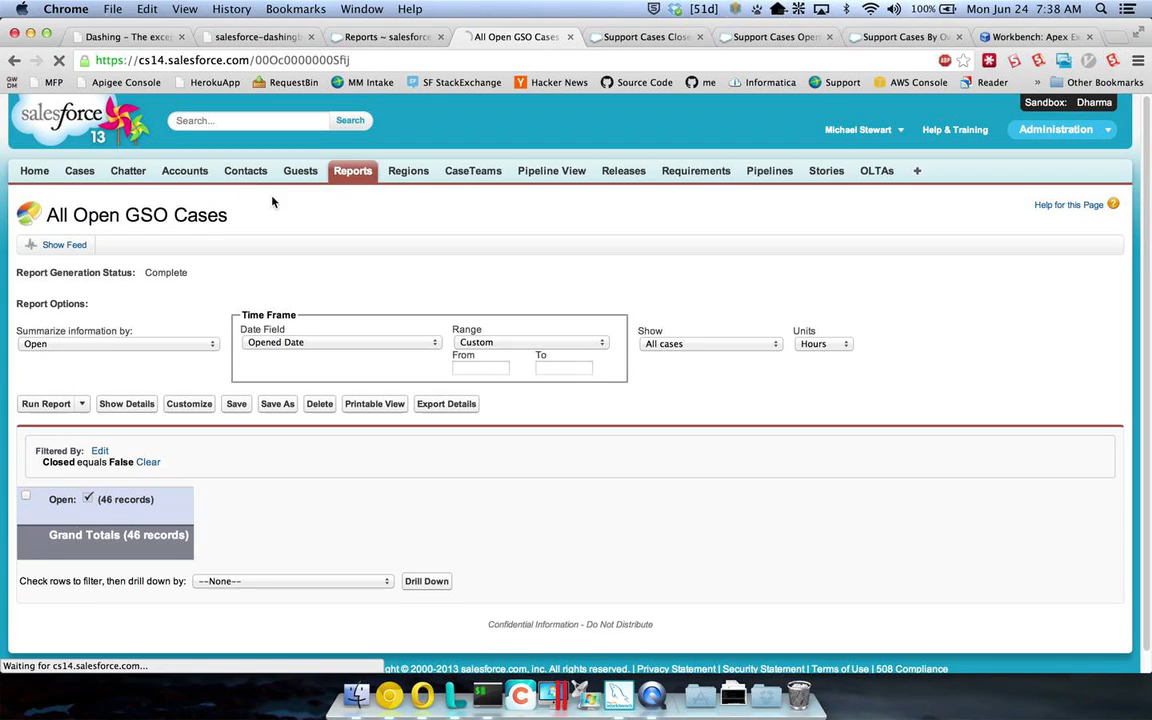 Chrome File Edit View History Bookmarks Window Help [51d] 100% Mon Jun 24 7:38 AM
Dashing – The exce salesforce-dashingb Reports ~ salesforce All Open GSO Cases Support Cases Close Support Cases Open Support Cases By Ow Workbench: Apex Ex
https://cs14.salesforce.com/00Oc0000000Sfij
MFP Apigee Console HerokuApp RequestBin MM Intake SF StackExchange Hacker News Source Code me Informatica Support AWS Console Reader » Other Bookmarks
salesforce 13
Search... Search
Sandbox: Dharma
Michael Stewart Help & Training Administration
Home Cases Chatter Accounts Contacts Guests Reports Regions CaseTeams Pipeline View Releases Requirements Pipelines Stories OLTAs +
All Open GSO Cases
Help for this Page ?
Show Feed
Report Generation Status: Complete
Report Options:
Time Frame
Summarize information by: Date Field Range Show Units
Open Opened Date Custom All cases Hours
From To
Run Report Show Details Customize Save Save As Delete Printable View Export Details
Filtered By: Edit
Closed equals False Clear
Open: (46 records)
Grand Totals (46 records)
Check rows to filter, then drill down by: --None-- Drill Down
Confidential Information - Do Not Distribute
Waiting for cs14.salesforce.com...
ght © 2000-2013 salesforce.com, inc. All rights reserved. | Privacy Statement | Security Statement | Terms of Use | 508 Compliance